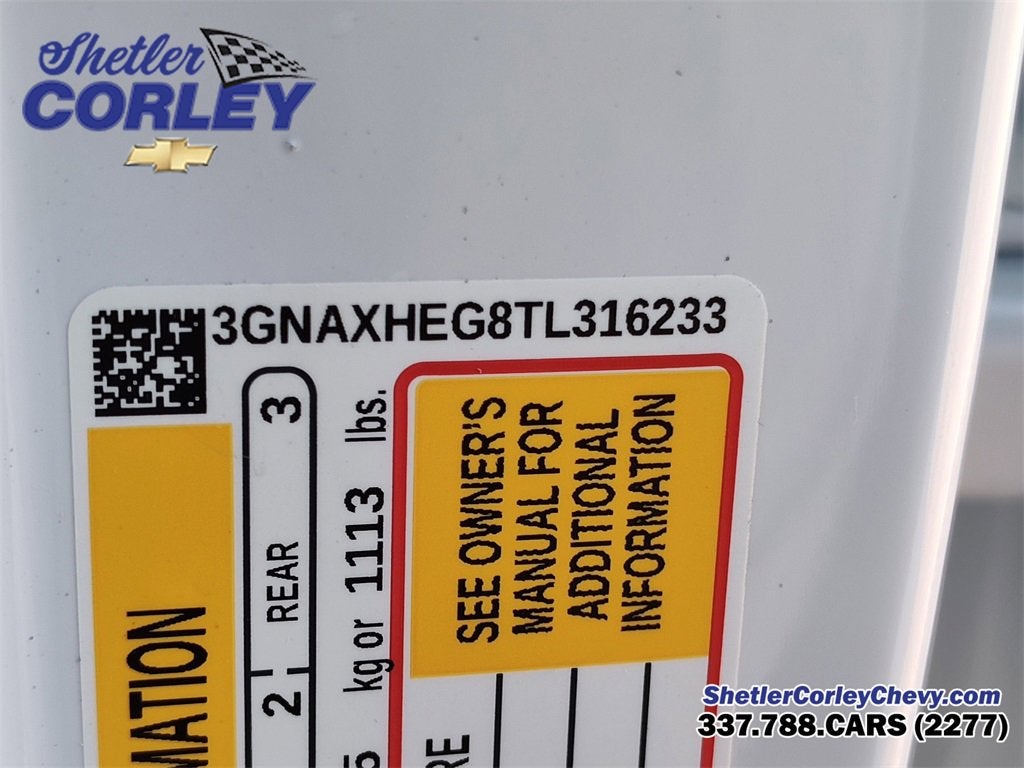 Shetler
CORLEY
3GNAXHEG8TL316233
MATION
2 REAR 3
kg or 1113 lbs.
SEE OWNER'S
MANUAL FOR
ADDITIONAL
INFORMATION
RE
ShetlerCorleyChevy.com
337.788.CARS (2277)